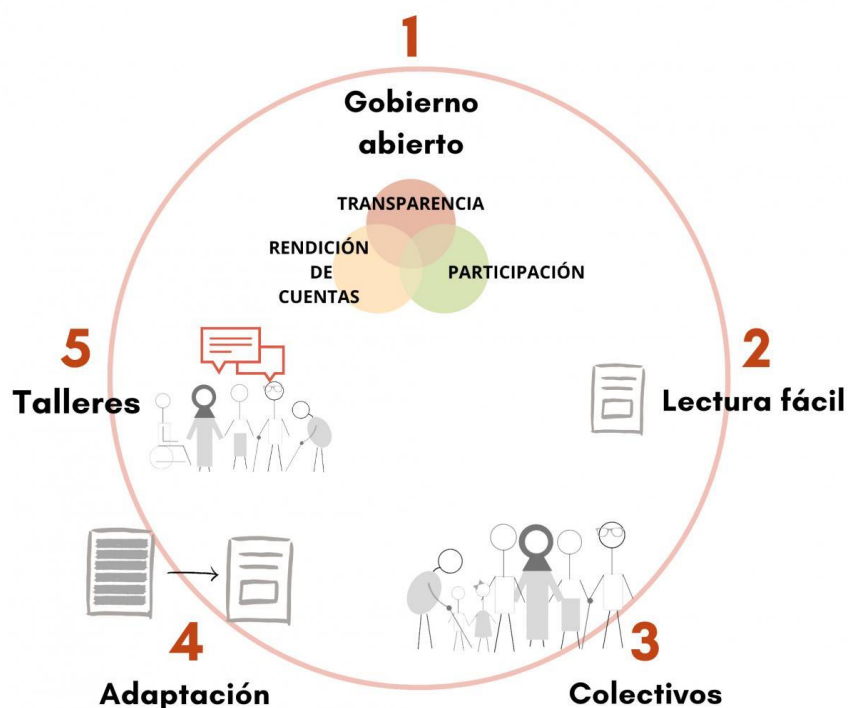 1
Gobierno
abierto
TRANSPARENCIA
RENDICIÓN
DE
CUENTAS
PARTICIPACIÓN
2
Lectura fácil
3
Colectivos
4
Adaptación
5
Talleres